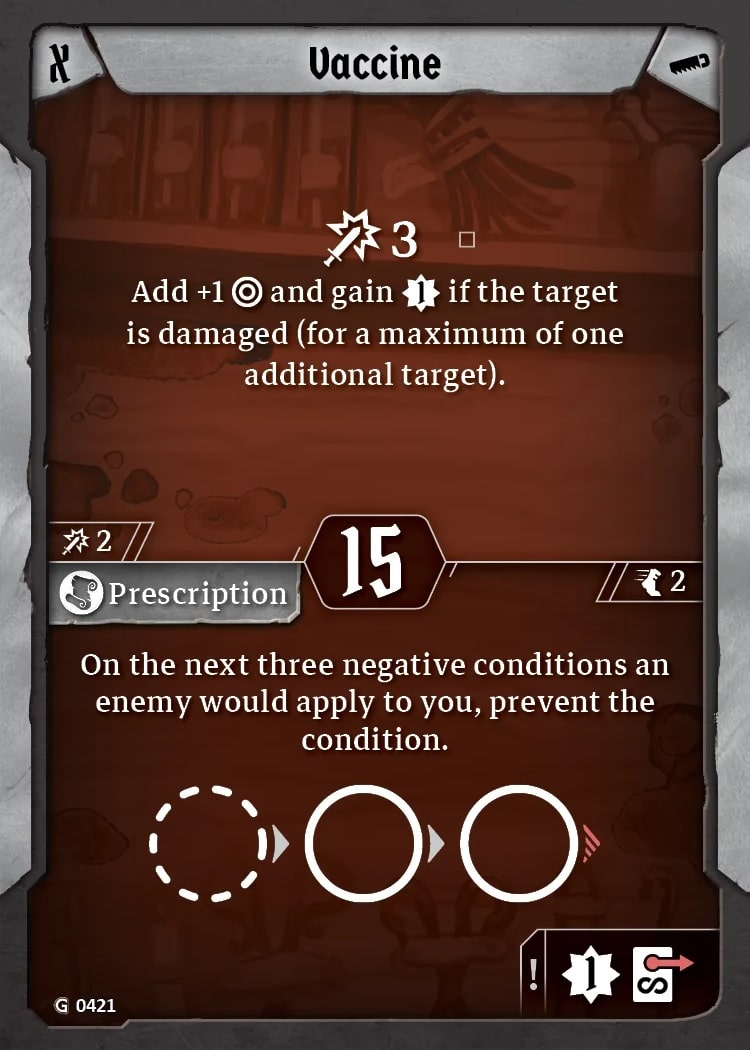 X Vaccine
3
Add +1 and gain 1 if the target
is damaged (for a maximum of one
additional target).
2
15
Prescription
2
On the next three negative conditions an
enemy would apply to you, prevent the
condition.
! 1
G 0421